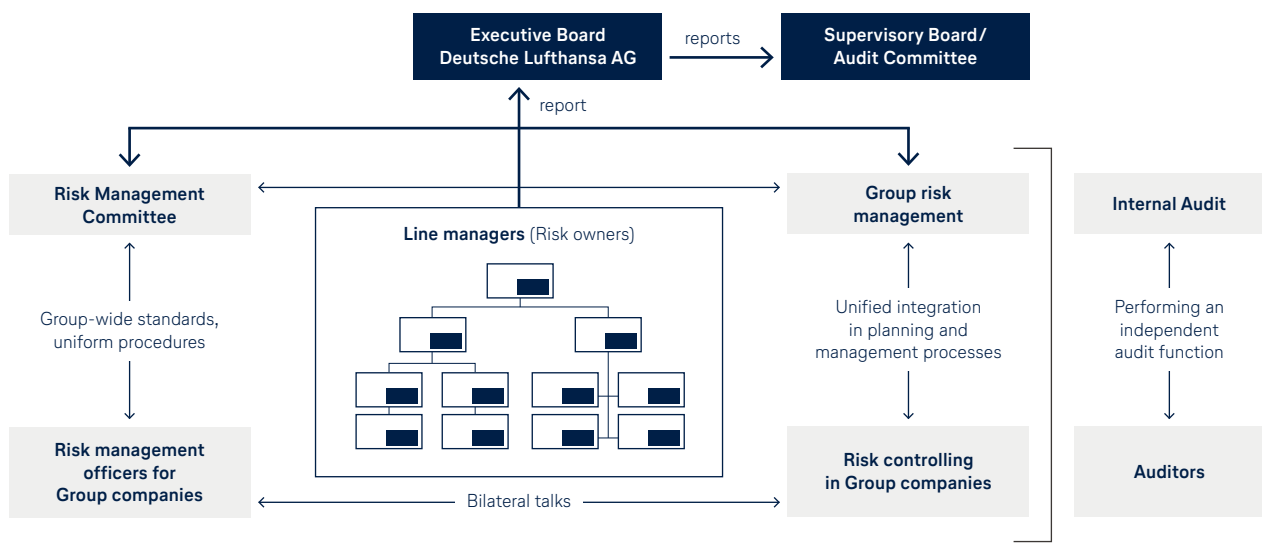 Executive Board
Deutsche Lufthansa AG
reports
Supervisory Board/
Audit Committee
report
Risk Management
Committee
Group risk
management
Internal Audit
Line managers (Risk owners)
Group-wide standards,
uniform procedures
Unified integration
in planning and
management processes
Performing an
independent
audit function
Risk management
officers for
Group companies
Bilateral talks
Risk controlling
in Group companies
Auditors